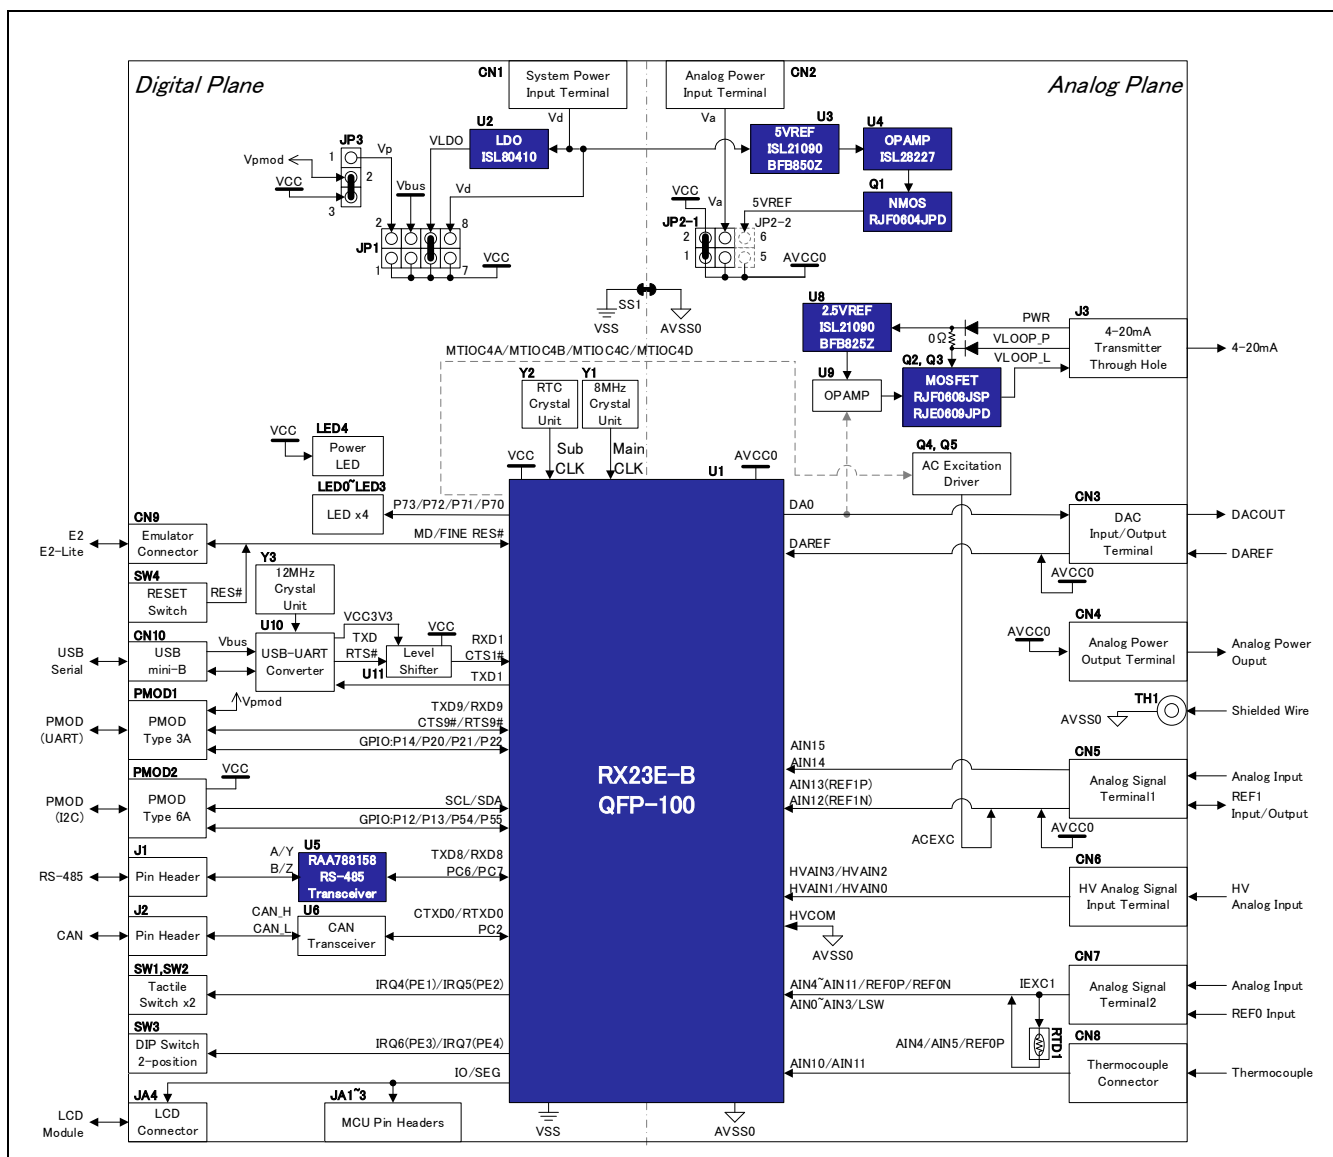 Digital Plane
Analog Plane
CN1
System Power
Input Terminal
Analog Power
Input Terminal
CN2
Vd
Va
U2
LDO
ISL80410
VLDO
U3
5VREF
ISL21090
BFB850Z
U4
OPAMP
ISL28227
Q1
NMOS
RJF0604JPD
JP3
1
2
3
Vp
Vpmod
VCC
Vbus
Vd
2
8
JP1
1
7
VCC
VCC
Va
5VREF
JP2-1
JP2-2
2
6
1
5
AVCC0
SS1
VSS
AVSS0
U8
2.5VREF
ISL21090
BFB825Z
0Ω
PWR
VLOOP_P
VLOOP_L
J3
4-20mA
Transmitter
Through Hole
4-20mA
U9
OPAMP
Q2, Q3
MOSFET
RJF0608JSP
RJE0609JPD
MTIOC4A/MTIOC4B/MTIOC4C/MTIOC4D
Y2
RTC
Crystal
Unit
Y1
8MHz
Crystal
Unit
Sub
CLK
Main
CLK
VCC
LED4
Power
LED
VCC
U1
AVCC0
Q4, Q5
AC Excitation
Driver
LED0~LED3
LED x4
P73/P72/P71/P70
DA0
CN3
DAC
Input/Output
Terminal
DACOUT
DAREF
DAREF
AVCC0
E2
E2-Lite
CN9
Emulator
Connector
MD/FINE RES#
SW4
RESET
Switch
RES#
Y3
12MHz
Crystal
Unit
CN4
Analog Power
Output Terminal
AVCC0
Analog Power
Ouput
USB
Serial
CN10
USB
mini-B
Vbus
U10
USB-UART
Converter
VCC3V3
TXD
RTS#
U11
Level
Shifter
VCC
RXD1
CTS1#
TXD1
TH1
AVSS0
Shielded Wire
PMOD
(UART)
PMOD1
PMOD
Type 3A
Vpmod
TXD9/RXD9
CTS9#/RTS9#
GPIO:P14/P20/P21/P22
RX23E-B
QFP-100
AIN15
AIN14
AIN13(REF1P)
AIN12(REF1N)
CN5
Analog Signal
Terminal1
Analog Input
REF1
Input/Output
ACEXC
AVCC0
PMOD
(I2C)
PMOD2
PMOD
Type 6A
VCC
SCL/SDA
GPIO:P12/P13/P54/P55
RS-485
J1
Pin Header
A/Y
B/Z
U5
RAA788158
RS-485
Transceiver
TXD8/RXD8
PC6/PC7
HVAIN3/HVAIN2
HVAIN1/HVAIN0
CN6
HV Analog Signal
Input Terminal
HV
Analog Input
CAN
J2
Pin Header
CAN_H
CAN_L
U6
CAN
Transceiver
CTXD0/RTXD0
PC2
HVCOM
AVSS0
SW1,SW2
Tactile
Switch x2
IRQ4(PE1)/IRQ5(PE2)
AIN4~AIN11/REF0P/REF0N
AIN0~AIN3/LSW
IEXC1
CN7
Analog Signal
Terminal2
Analog Input
REF0 Input
SW3
DIP Switch
2-position
IRQ6(PE3)/IRQ7(PE4)
AIN4/AIN5/REF0P
RTD1
CN8
Thermocouple
Connector
Thermocouple
AIN10/AIN11
IO/SEG
LCD
Module
JA4
LCD
Connector
JA1~3
MCU Pin Headers
VSS
AVSS0